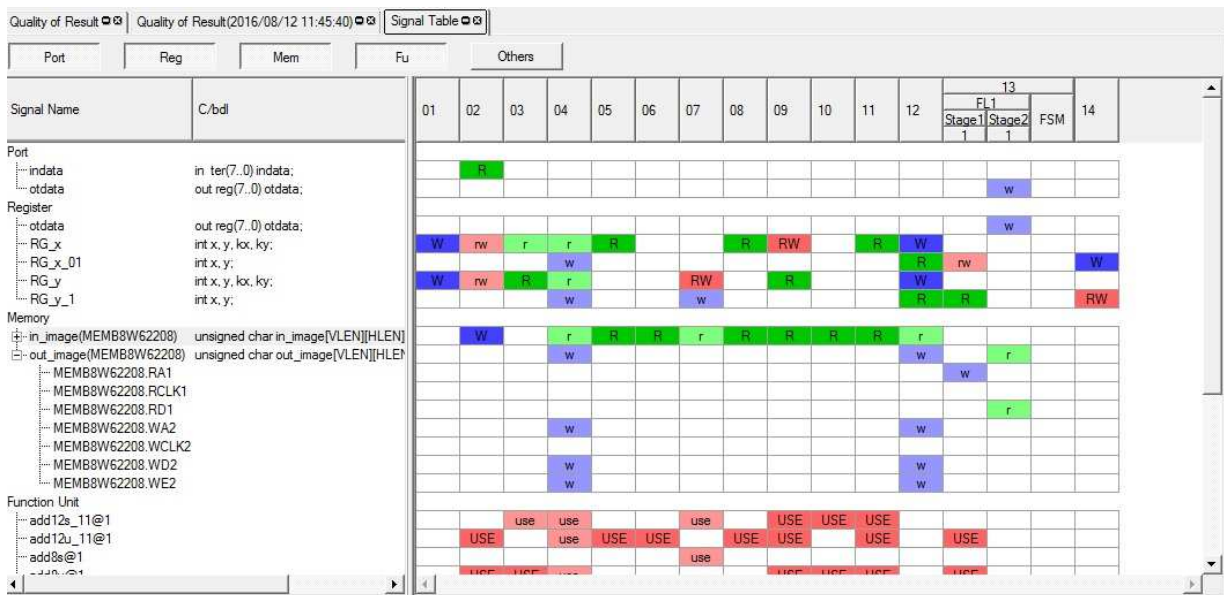 Quality of Result Quality of Result(2016/08/12 11:45:40) Signal Table
Port Reg Mem Fu Others
Signal Name C/bdl 01 02 03 04 05 06 07 08 09 10 11 12 13 14
FL1 FSM
Stage1 Stage2
1 1
Port
indata in ter(7..0) indata; R
otdata out reg(7..0) otdata; w
Register
otdata out reg(7..0) otdata; w
RG_x int x, y, kx, ky; W rw r r R R RW R W
RG_x_01 int x, y; w R rw W
RG_y int x, y, kx, ky; W rw R r RW R W
RG_y_1 int x, y; w w R R RW
Memory
in_image(MEMB8W62208) unsigned char in_image[VLEN][HLEN] W r R R r R R R R r
out_image(MEMB8W62208) unsigned char out_image[VLEN][HLEN w w r
MEMB8W62208.RA1 w
MEMB8W62208.RCLK1
MEMB8W62208.RD1 r
MEMB8W62208.WA2 w w
MEMB8W62208.WCLK2
MEMB8W62208.WD2 w w
MEMB8W62208.WE2 w w
Function Unit
add12s_11@1 use use use USE USE USE
add12u_11@1 USE use USE USE USE USE USE USE
add8s@1 use